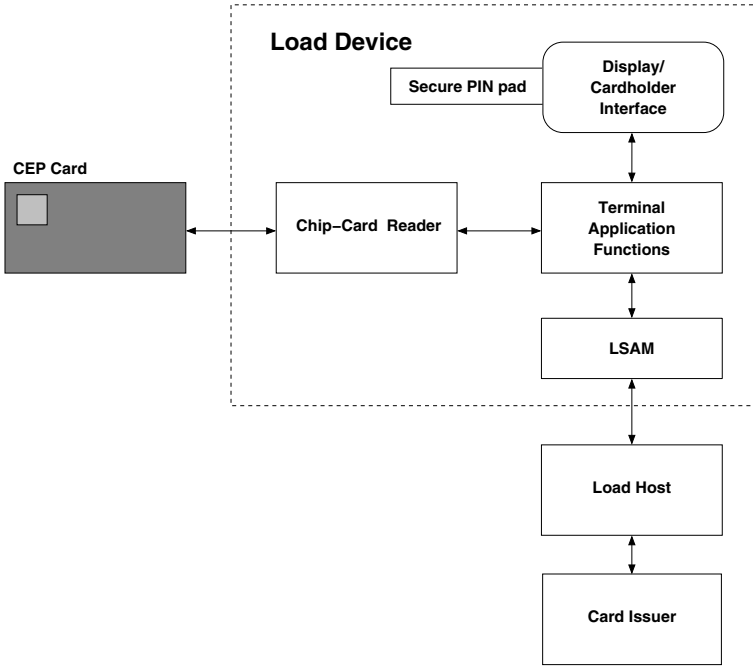 Load Device
Display/
Cardholder
Interface
Secure PIN pad
CEP Card
Chip–Card Reader
Terminal
Application
Functions
LSAM
Load Host
Card Issuer